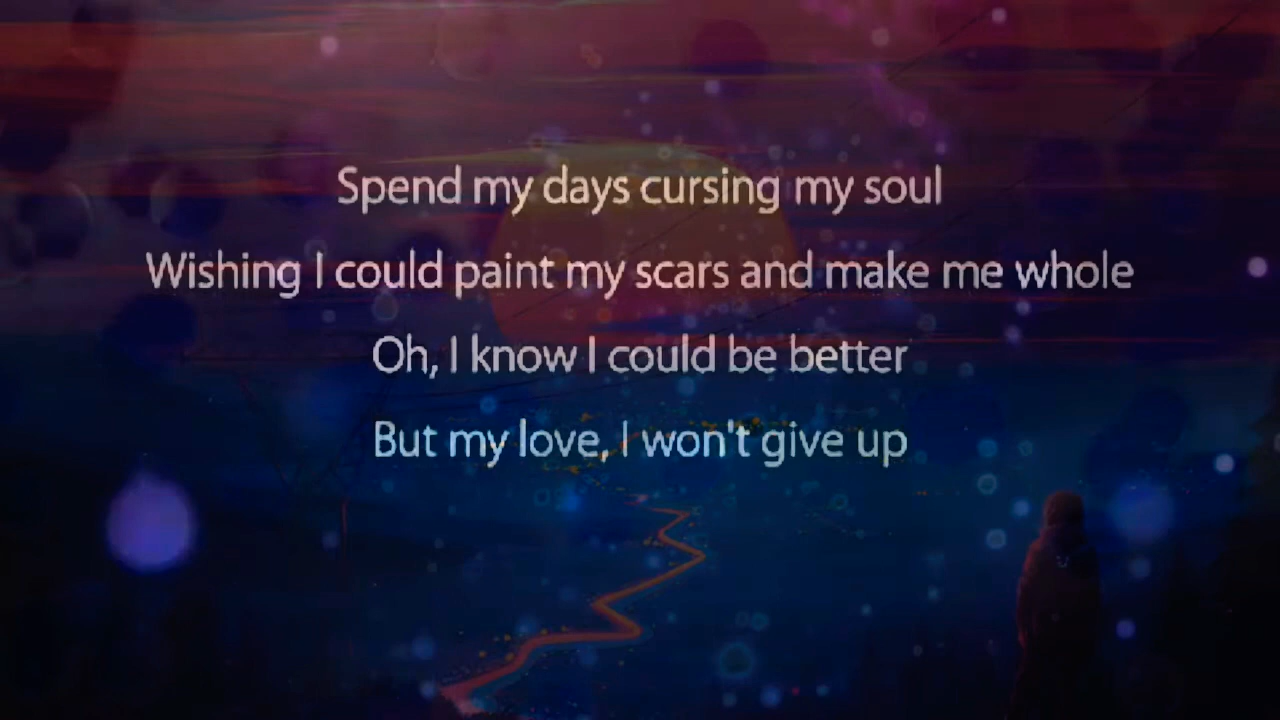 Spend my days cursing my soul
Wishing I could paint my scars and make me whole
Oh, I know I could be better
But my love, I won't give up